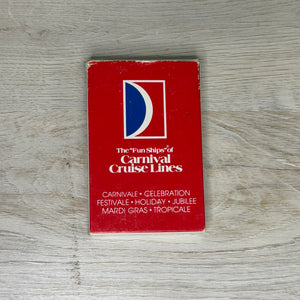 The "Fun Ships" of
Carnival
Cruise Lines
CARNIVALE • CELEBRATION
FESTIVALE • HOLIDAY • JUBILEE
MARDI GRAS • TROPICALE